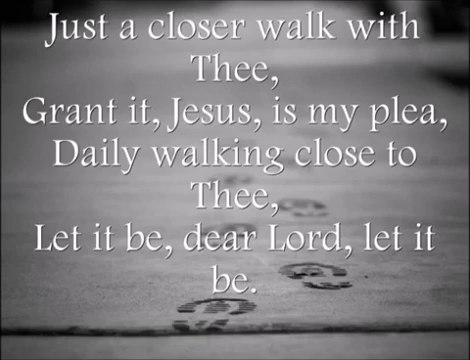 Just a closer walk with
Thee,
Grant it, Jesus, is my plea,
Daily walking close to
Thee,
Let it be, dear Lord, let it
be.